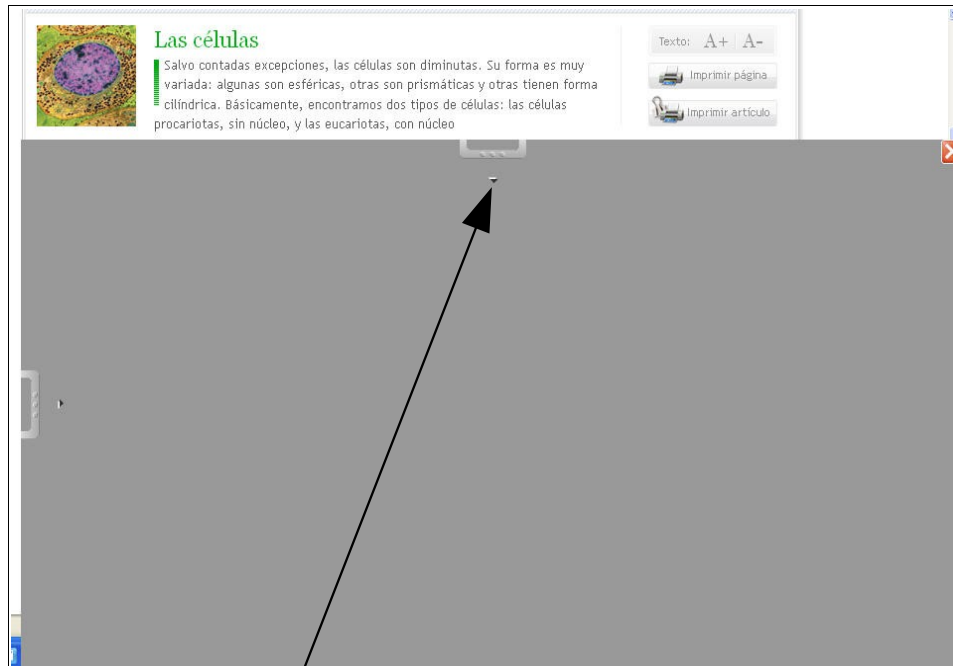 Las células
Salvo contadas excepciones, las células son diminutas. Su forma es muy
variada: algunas son esféricas, otras son prismáticas y otras tienen forma
cilíndrica. Básicamente, encontramos dos tipos de células: las células
procariotas, sin núcleo, y las eucariotas, con núcleo
Texto: A+ A-
Imprimir página
Imprimir artículo